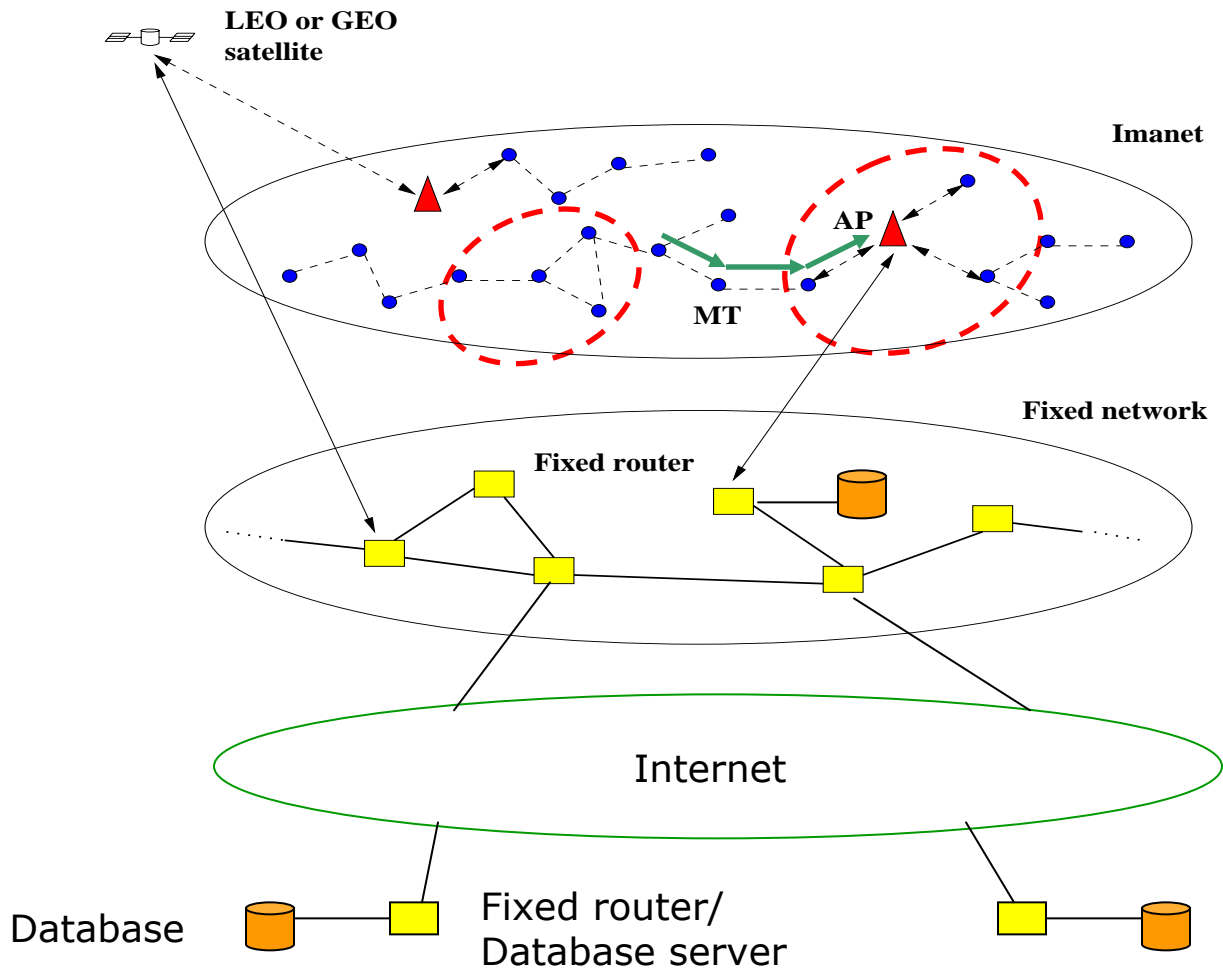 LEO or GEO
satellite
Imanet
AP
MT
Fixed network
Fixed router
Internet
Database
Fixed router/
Database server